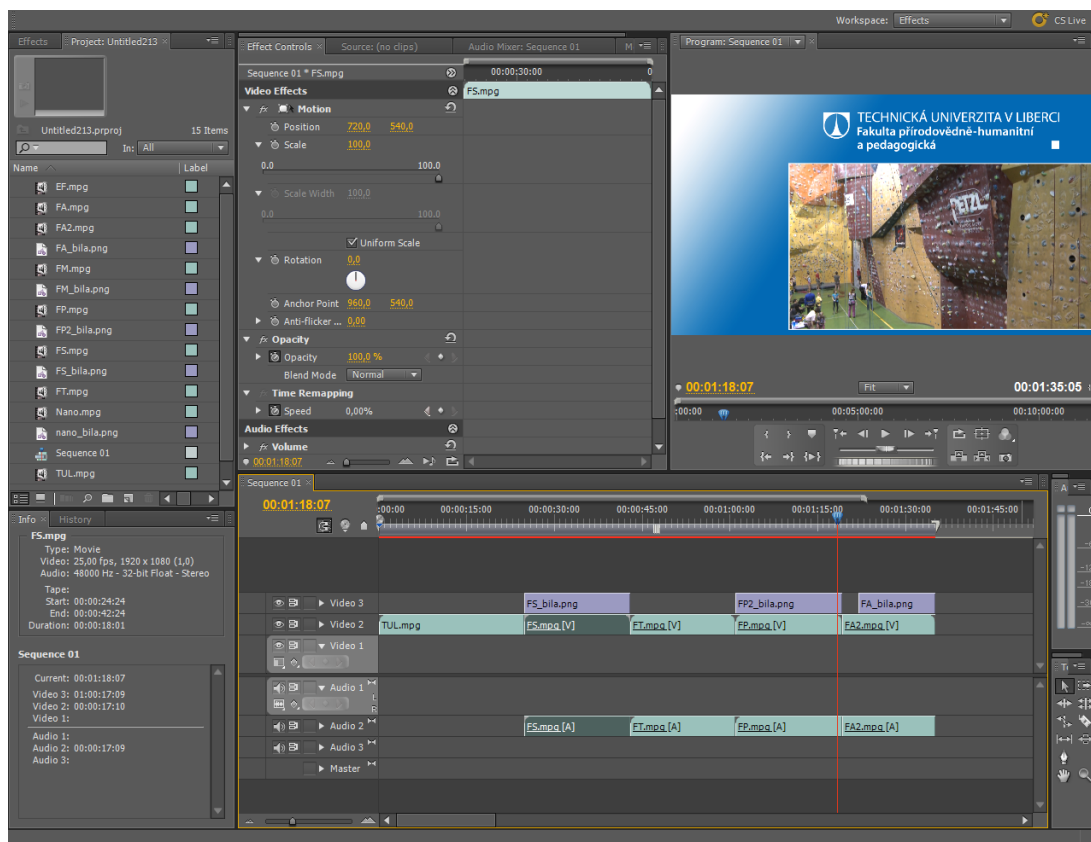 Workspace: Effects
CS Live
Effects
Project: Untitled213
Untitled213.prproj
15 Items
In: All
Name
Label
EF.mpg
FA.mpg
FA2.mpg
FA_bila.png
FM.mpg
FM_bila.png
FP.mpg
FP2_bila.png
FS.mpg
FS_bila.png
FT.mpg
Nano.mpg
nano_bila.png
Sequence 01
TUL.mpg
Info
History
FS.mpg
Type: Movie
Video: 25,00 fps, 1920 x 1080 (1,0)
Audio: 48000 Hz - 32-bit Float - Stereo
Tape:
Start: 00:00:24:24
End: 00:00:42:24
Duration: 00:00:18:01
Sequence 01
Current: 00:01:18:07
Video 3: 01:00:17:09
Video 2: 00:00:17:10
Video 1:
Audio 1:
Audio 2: 00:00:17:09
Audio 3:
Effect Controls
Source: (no clips)
Audio Mixer: Sequence 01
M
Sequence 01 * FS.mpg
00:00:30:00
0
Video Effects
FS.mpg
fx Motion
Position 720,0 540,0
Scale 100,0
0.0 100.0
Scale Width 100,0
0.0 100.0
Uniform Scale
Rotation 0,0
Anchor Point 960,0 540,0
Anti-flicker ... 0,00
fx Opacity
Opacity 100,0 %
Blend Mode Normal
Time Remapping
Speed 0,00%
Audio Effects
fx Volume
00:01:18:07
Program: Sequence 01
TECHNICKÁ UNIVERZITA V LIBERCI
Fakulta přírodovědně-humanitní
a pedagogická
PETZL
00:01:18:07
Fit
00:01:35:05
:00:00 00:05:00:00 00:10:00:00
Sequence 01
00:01:18:07
:00:00 00:00:15:00 00:00:30:00 00:00:45:00 00:01:00:00 00:01:15:00 00:01:30:00 00:01:45:00
Video 3
FS_bila.png
FP2_bila.png
FA_bila.png
Video 2
TUL.mpg
FS.mpg [V]
FT.mpg [V]
FP.mpg [V]
FA2.mpg [V]
Video 1
Audio 1
L
R
Audio 2
FS.mpg [A]
FT.mpg [A]
FP.mpg [A]
FA2.mpg [A]
Audio 3
Master